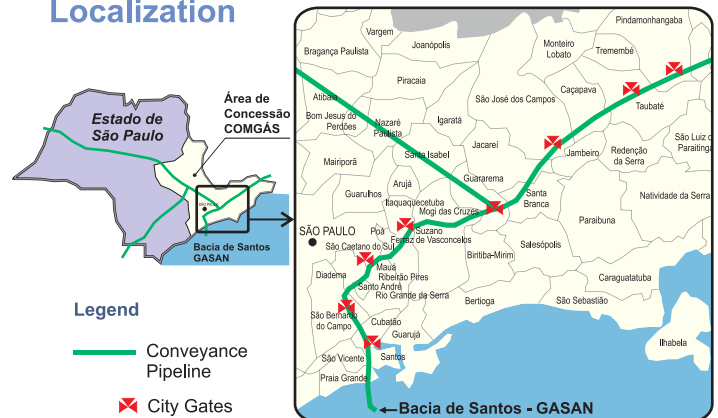 Localization
Estado de
São Paulo
Área de
Concessão
COMGÁS
SÃO PAULO
Bacia de Santos
GASAN
Legend
Conveyance
Pipeline
City Gates
Pindamonhangaba
Vargem
Joanópolis
Monteiro
Lobato
Tremembé
Bragança Paulista
Piracaia
Caçapava
Atibaia
São José dos Campos
Taubaté
Bom Jesus do
Perdões
Nazaré
Paulista
Igaratá
São Luiz do
Paraitinga
Jacareí
Jambeiro
Redenção
da Serra
Mairiporã
Santa Isabel
Guararema
Arujá
Guarulhos
Santa
Branca
Natividade da Serra
Itaquaquecetuba
Mogi das Cruzes
Paraibuna
SÃO PAULO
Poá
Suzano
Ferraz de Vasconcelos
São Caetano do Sul
Salesópolis
Biritiba-Mirim
Mauá
Diadema
Ribeirão Pires
Caraguatatuba
Santo André
Rio Grande da Serra
Bertioga
São Sebastião
São Bernardo
do Campo
Cubatão
Guarujá
Ilhabela
São Vicente
Santos
Praia Grande
Bacia de Santos - GASAN